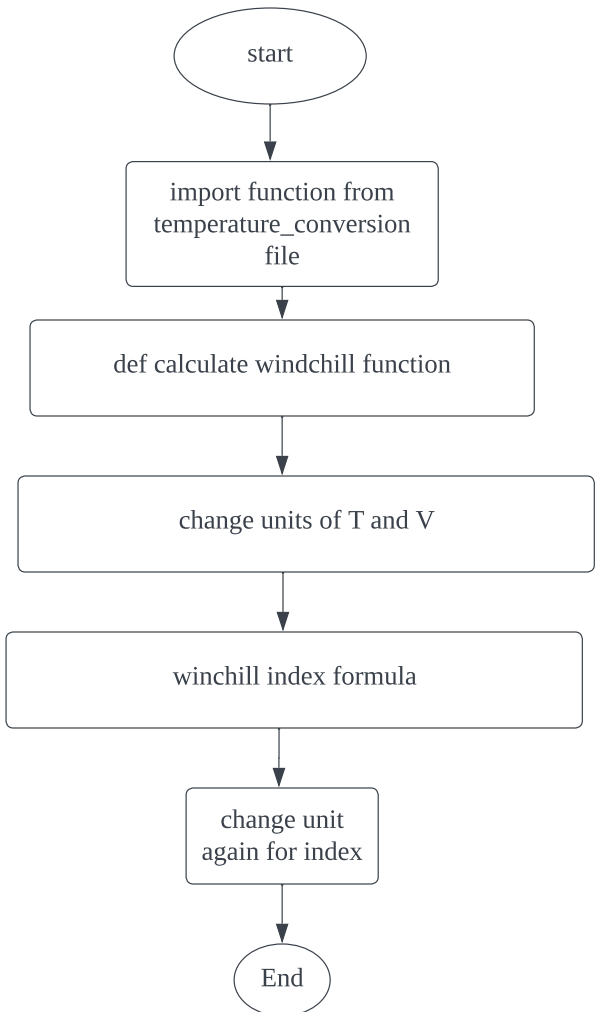 start
import function from
temperature_conversion
file
def calculate windchill function
change units of T and V
winchill index formula
change unit
again for index
End